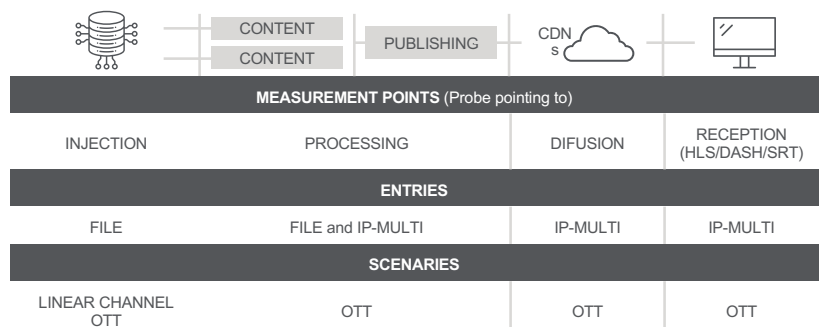 CONTENT
CONTENT
PUBLISHING
CDN
s
MEASUREMENT POINTS (Probe pointing to)
INJECTION
PROCESSING
DIFUSION
RECEPTION
(HLS/DASH/SRT)
ENTRIES
FILE
FILE and IP-MULTI
IP-MULTI
IP-MULTI
SCENARIES
LINEAR CHANNEL
OTT
OTT
OTT
OTT